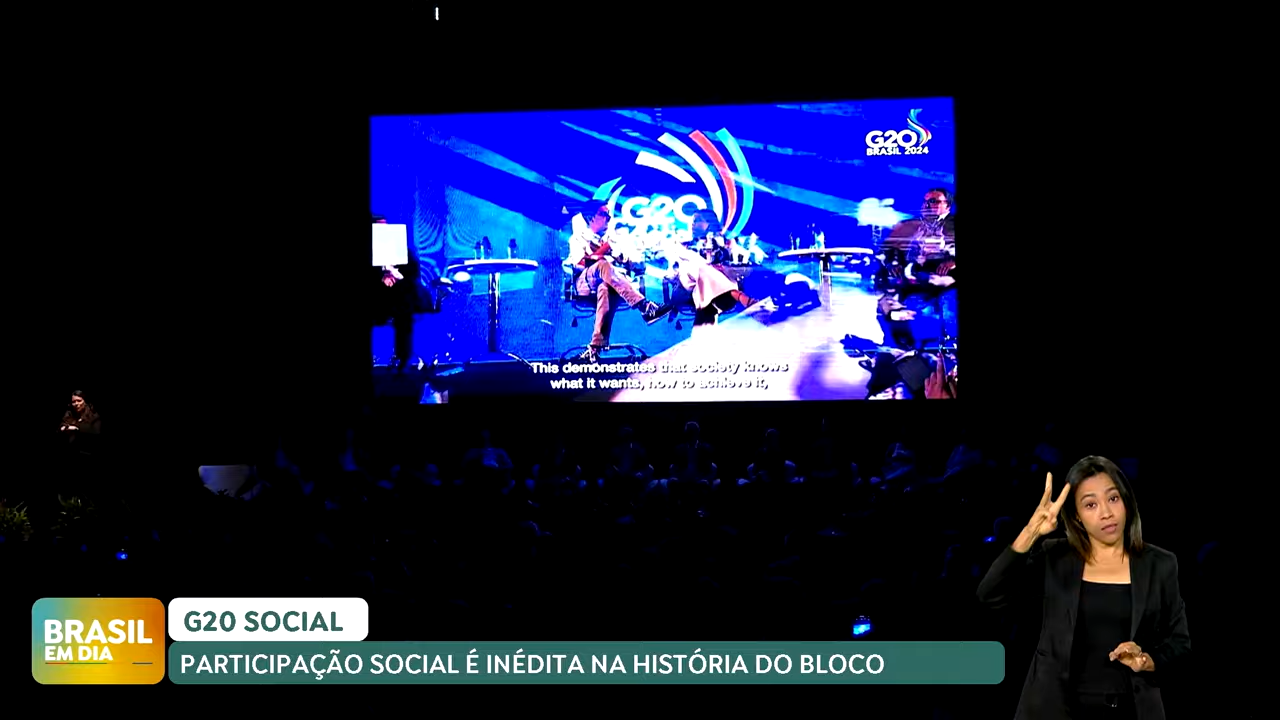 G20
BRASIL 2024
G20
This demonstrates that society knows
what it wants, how to achieve it,
G20 SOCIAL
BRASIL
EM DIA
PARTICIPAÇÃO SOCIAL É INÉDITA NA HISTÓRIA DO BLOCO